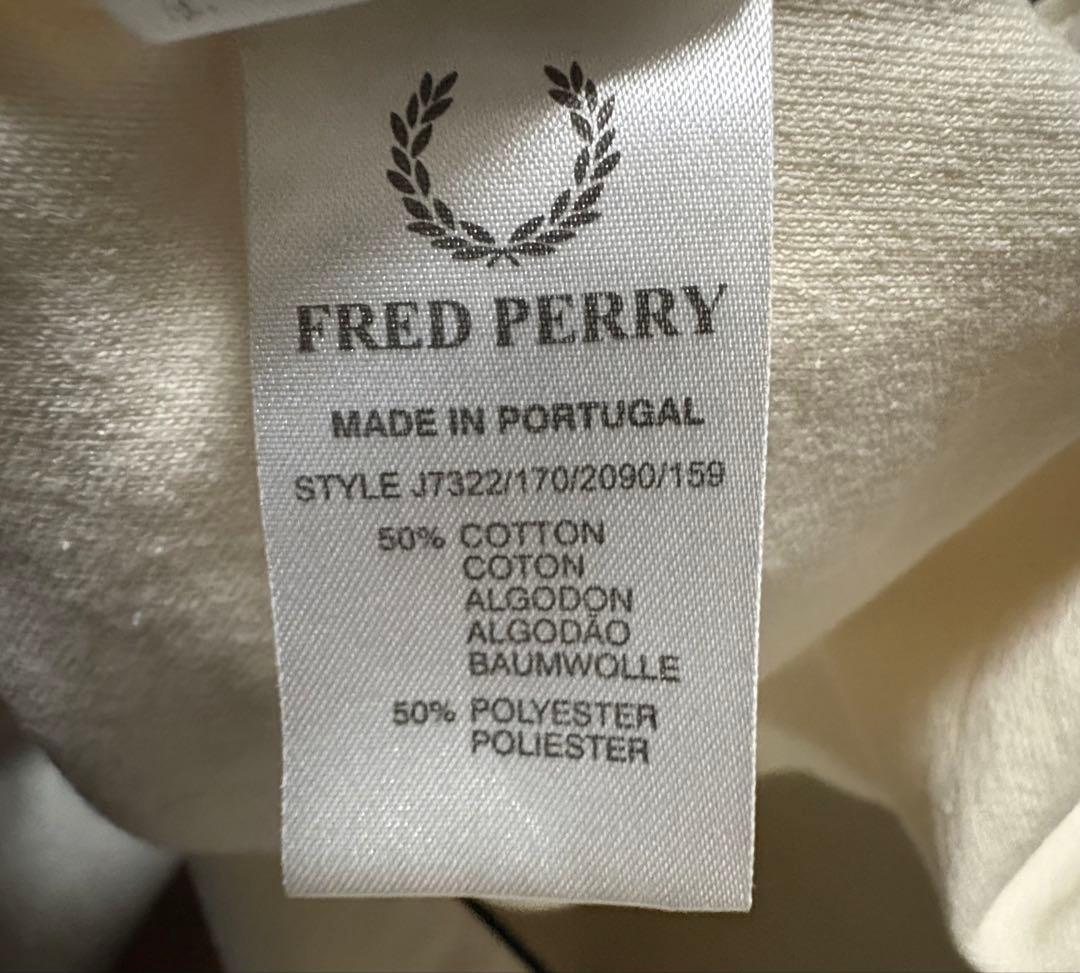 FRED PERRY
MADE IN PORTUGAL
STYLE J7322/170/2090/159
50% COTTON
COTON
ALGODON
ALGODÃO
BAUMWOLLE
50% POLYESTER
POLIESTER